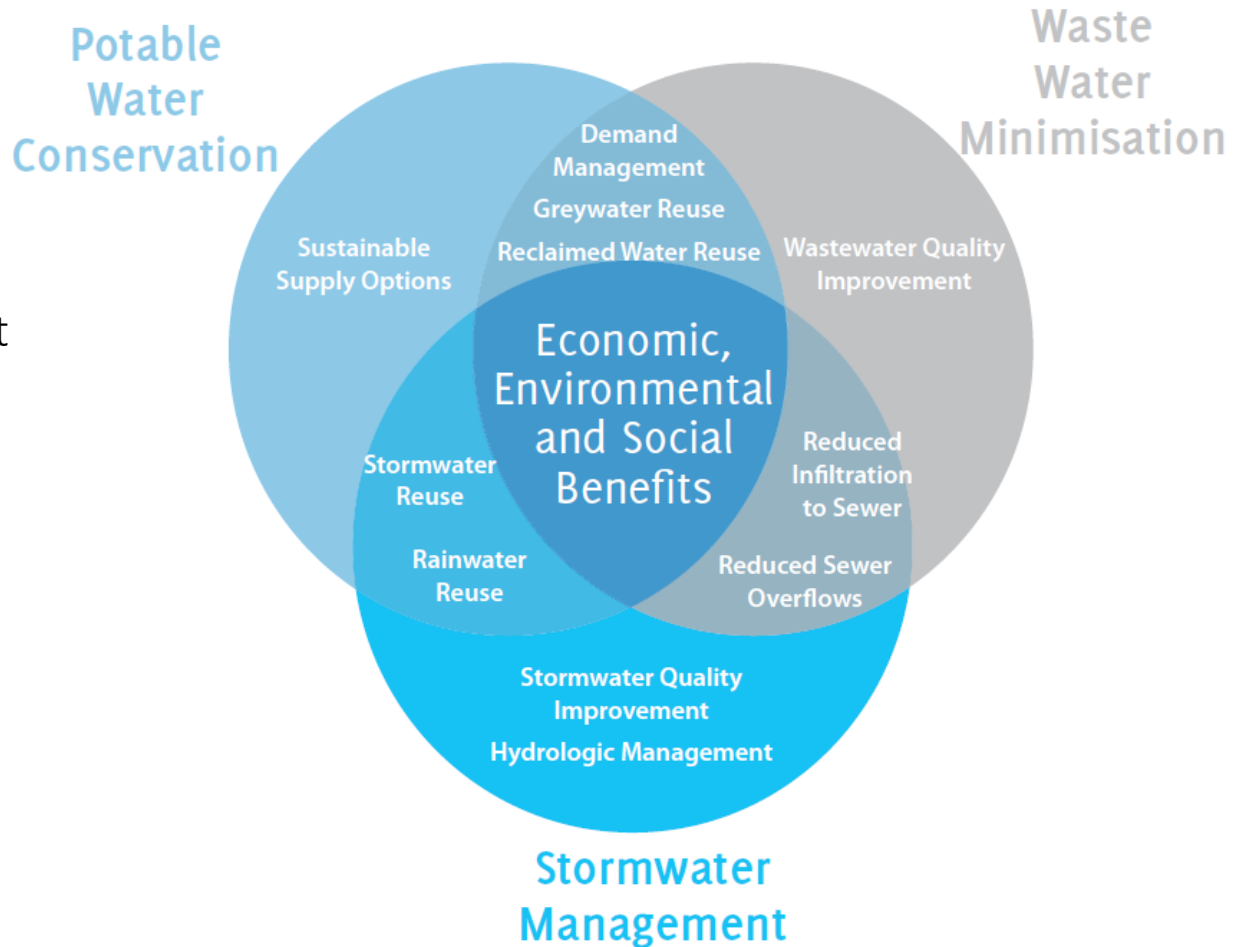 Potable
Water
Conservation
Waste
Water
Minimisation
Demand
Management
Greywater Reuse
Reclaimed Water Reuse
Sustainable
Supply Options
Wastewater Quality
Improvement
t
Economic,
Environmental
and Social
Benefits
Stormwater
Reuse
Rainwater
Reuse
Reduced
Infiltration
to Sewer
Reduced Sewer
Overflows
Stormwater Quality
Improvement
Hydrologic Management
Stormwater
Management